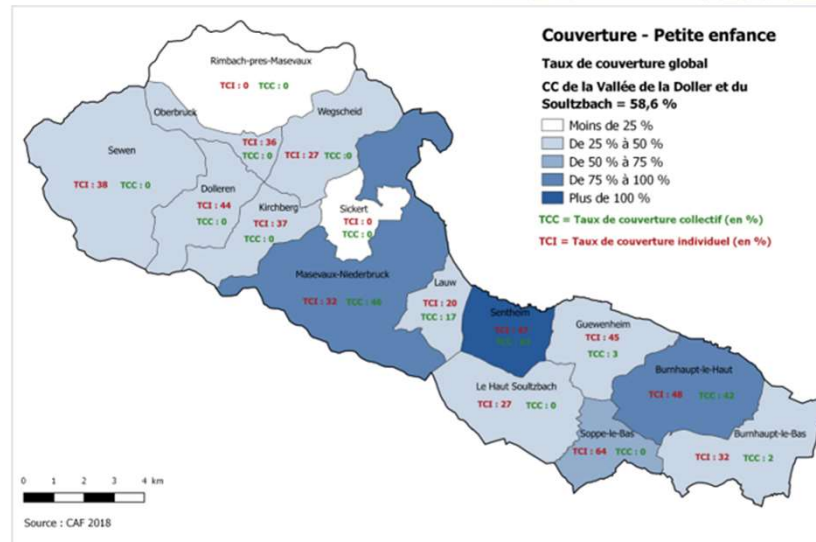 Couverture - Petite enfance
Taux de couverture global
CC de la Vallée de la Doller et du
Soultzbach = 58,6 %
Moins de 25 %
De 25 % à 50 %
De 50 % à 75 %
De 75 % à 100 %
Plus de 100 %
TCC = Taux de couverture collectif (en %)
TCI = Taux de couverture individuel (en %)
Rimbach-pres-Masevaux
TCI : 0 TCC : 0
Oberbruck
TCI : 36
TCC : 0
Wegscheid
TCI : 27 TCC :0
Sewen
TCI : 38 TCC : 0
Dolleren
TCI : 44
TCC : 0
Kirchberg
TCI : 37
TCC : 0
Sickert
TCI : 0
TCC : 0
Masevaux-Niederbruck
TCI : 32 TCC : 46
Lauw
TCI : 20
TCC : 17
Sentheim
TCI :
TCC :
Guewenheim
TCI : 45
TCC : 3
Le Haut Soultzbach
TCI : 27 TCC : 0
Burnhaupt-le-Haut
TCI : 48 TCC : 42
Soppe-le-Bas
TCI : 64 TCC : 0
Burnhaupt-le-Bas
TCI : 32 TCC : 2
0 1 2 3 4 km
Source : CAF 2018